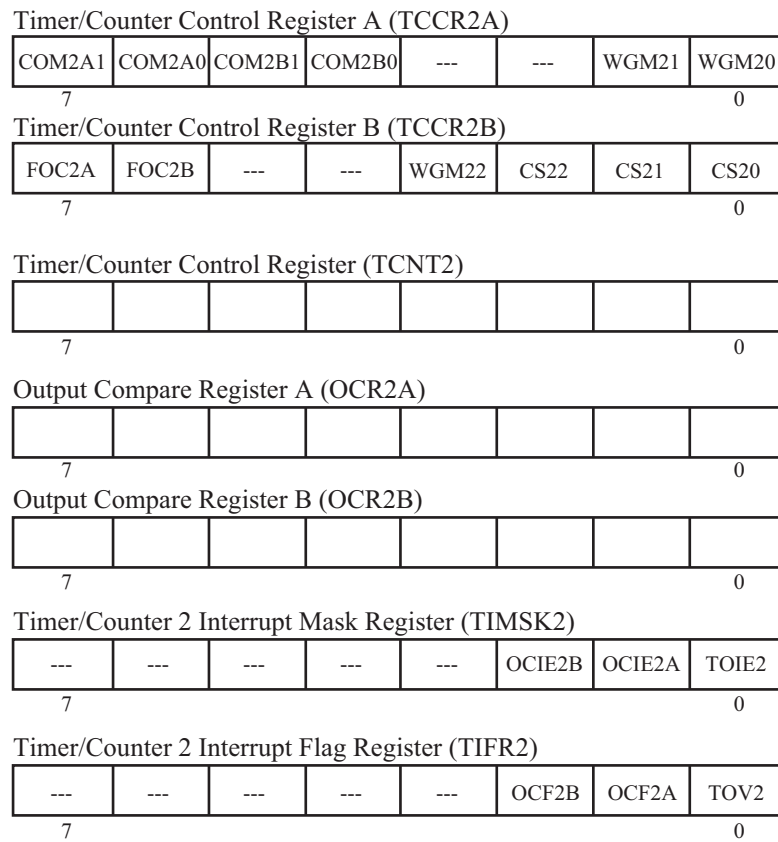 Timer/Counter Control Register A (TCCR2A)
COM2A1 COM2A0 COM2B1 COM2B0 --- --- WGM21 WGM20
7 0
Timer/Counter Control Register B (TCCR2B)
FOC2A FOC2B --- --- WGM22 CS22 CS21 CS20
7 0
Timer/Counter Control Register (TCNT2)
7 0
Output Compare Register A (OCR2A)
7 0
Output Compare Register B (OCR2B)
7 0
Timer/Counter 2 Interrupt Mask Register (TIMSK2)
--- --- --- --- --- OCIE2B OCIE2A TOIE2
7 0
Timer/Counter 2 Interrupt Flag Register (TIFR2)
--- --- --- --- --- OCF2B OCF2A TOV2
7 0